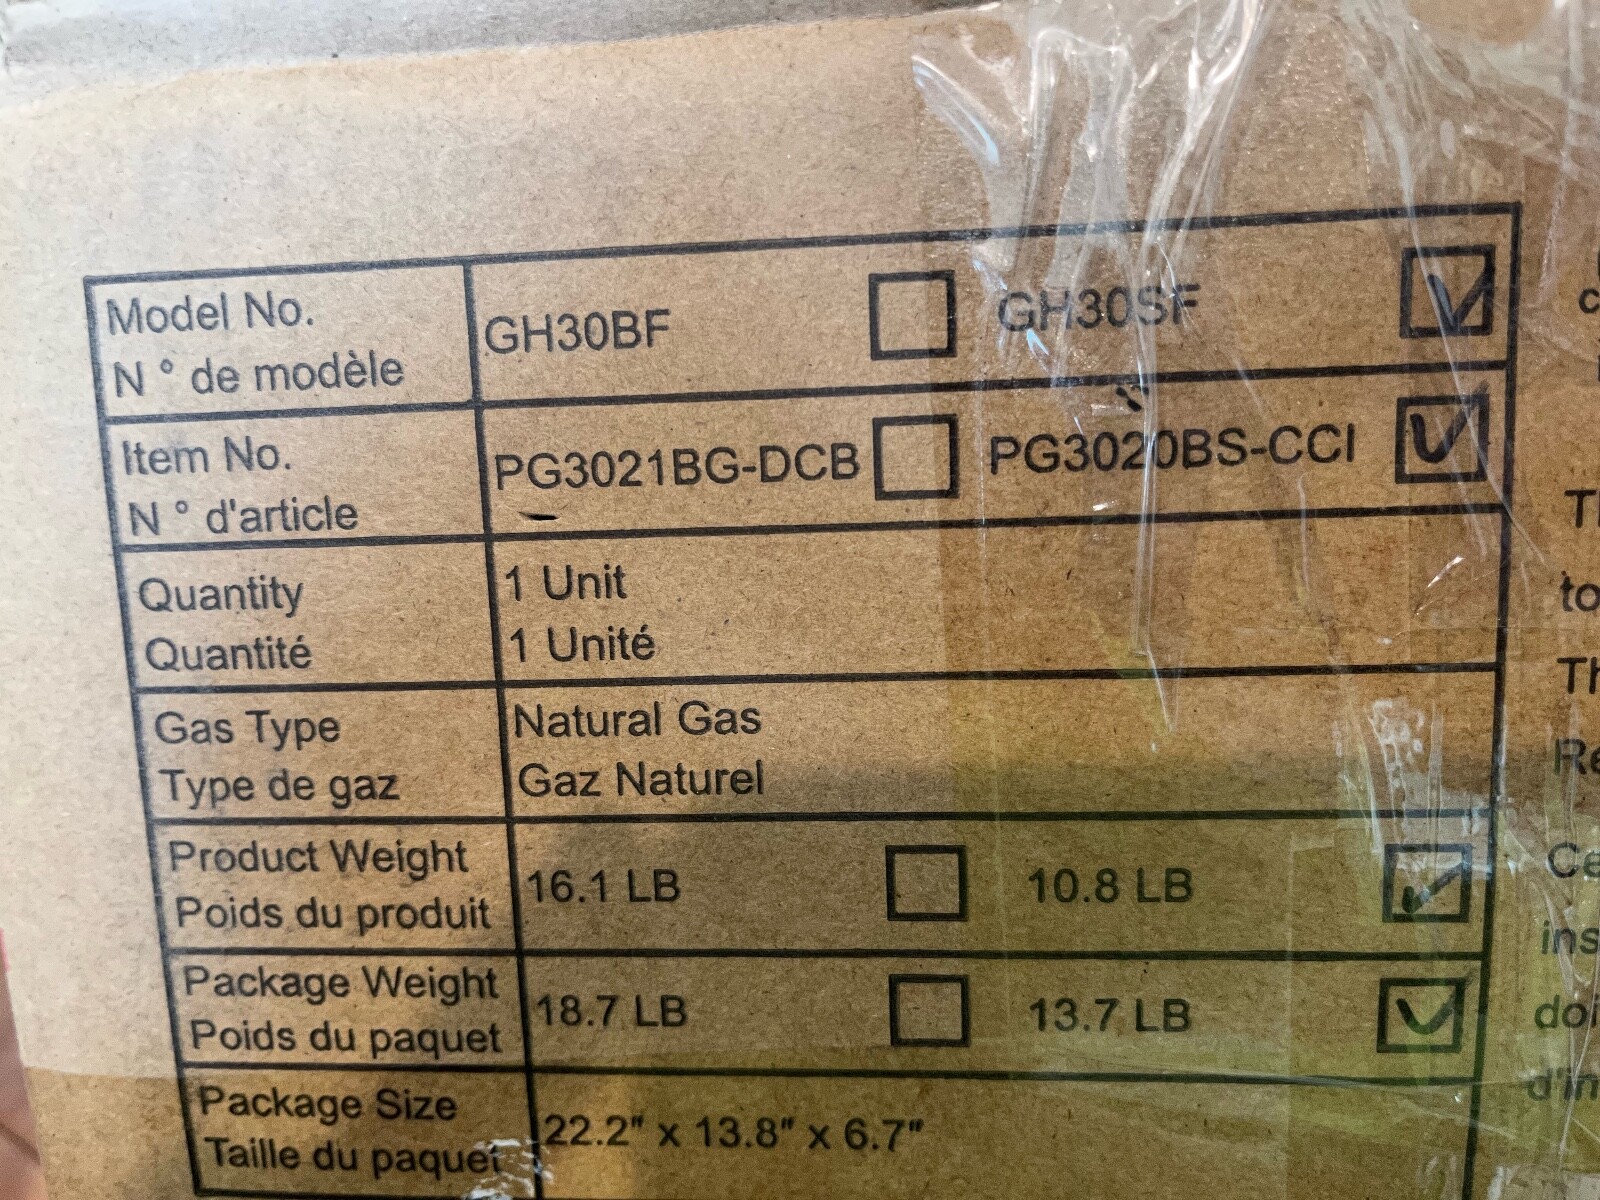 Model No.
N ° de modèle
GH30BF
GH30SF
Item No.
N ° d'article
PG3021BG-DCB
PG3020BS-CCI
Quantity
Quantité
1 Unit
1 Unité
Gas Type
Type de gaz
Natural Gas
Gaz Naturel
Product Weight
Poids du produit
16.1 LB
10.8 LB
Package Weight
Poids du paquet
18.7 LB
13.7 LB
Package Size
Taille du paquet
22.2" x 13.8" x 6.7"
to